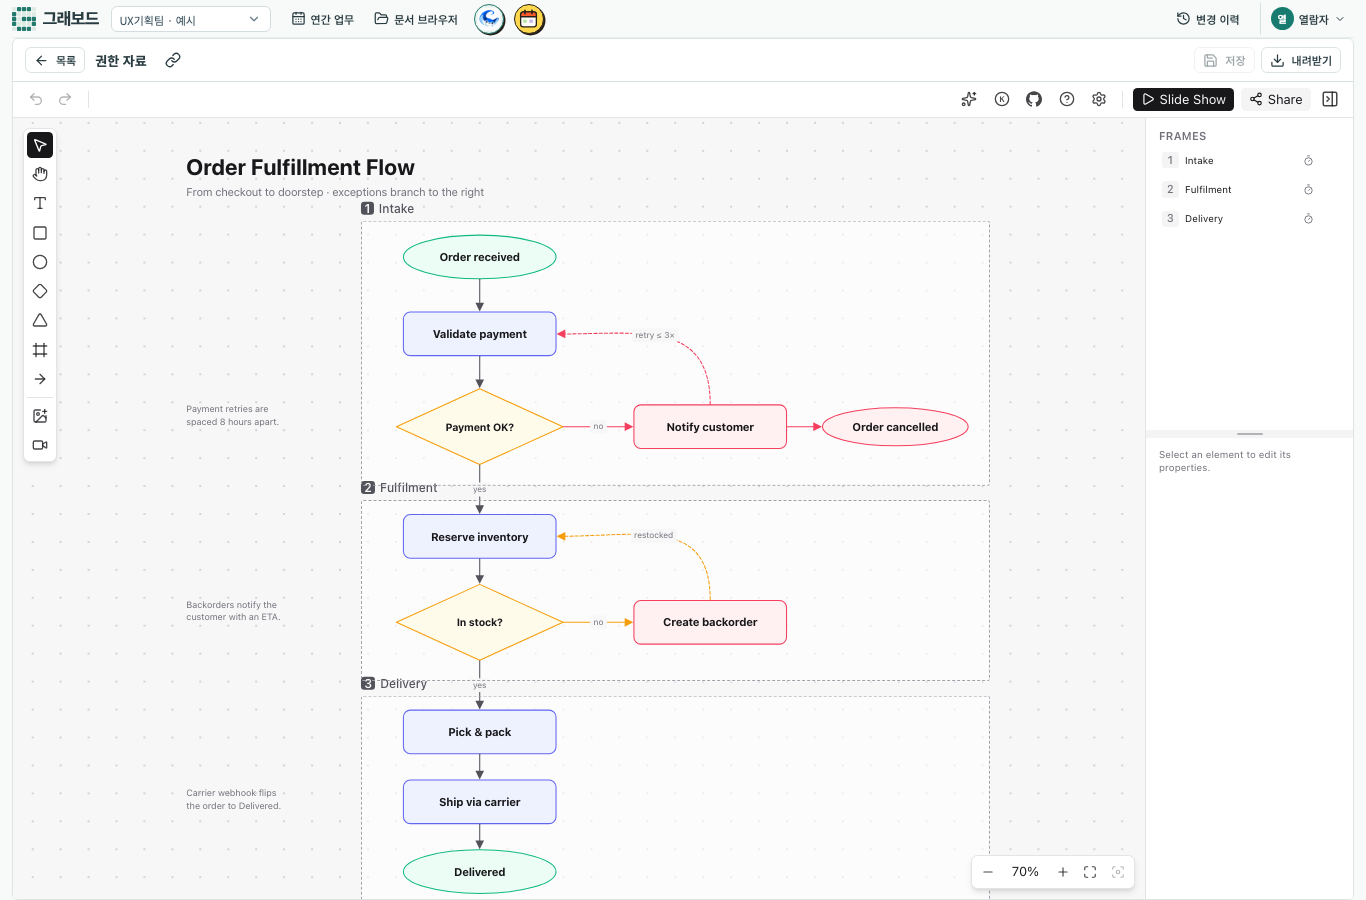 그래보드
UX기획팀 · 예시
연간 업무
문서 브라우저
변경 이력
열
열람자
목록
권한 자료
저장
내려받기
K
Slide Show
Share
Order Fulfillment Flow
From checkout to doorstep · exceptions branch to the right
1 Intake
Order received
Validate payment
retry ≤ 3×
Payment retries are
spaced 8 hours apart.
Payment OK?
no
Notify customer
Order cancelled
2 Fulfilment
yes
Reserve inventory
restocked
Backorders notify the
customer with an ETA.
In stock?
no
Create backorder
3 Delivery
yes
Pick & pack
Carrier webhook flips
the order to Delivered.
Ship via carrier
Delivered
FRAMES
1 Intake
2 Fulfilment
3 Delivery
Select an element to edit its
properties.
70%